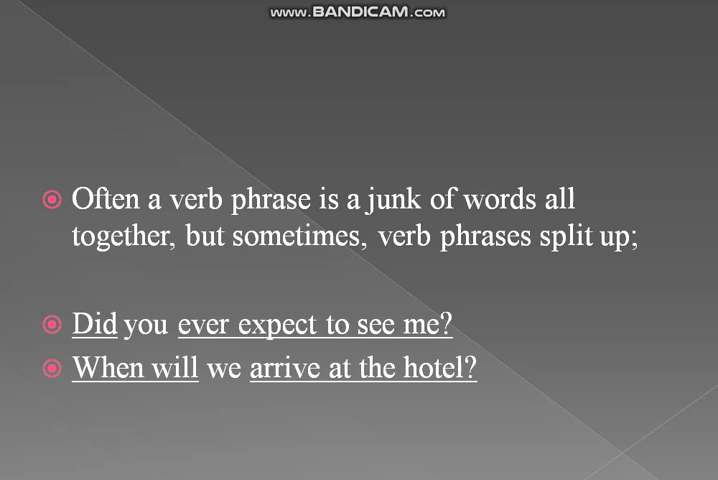 www.BANDICAM.com
Often a verb phrase is a junk of words all
together, but sometimes, verb phrases split up;
Did you ever expect to see me?
When will we arrive at the hotel?